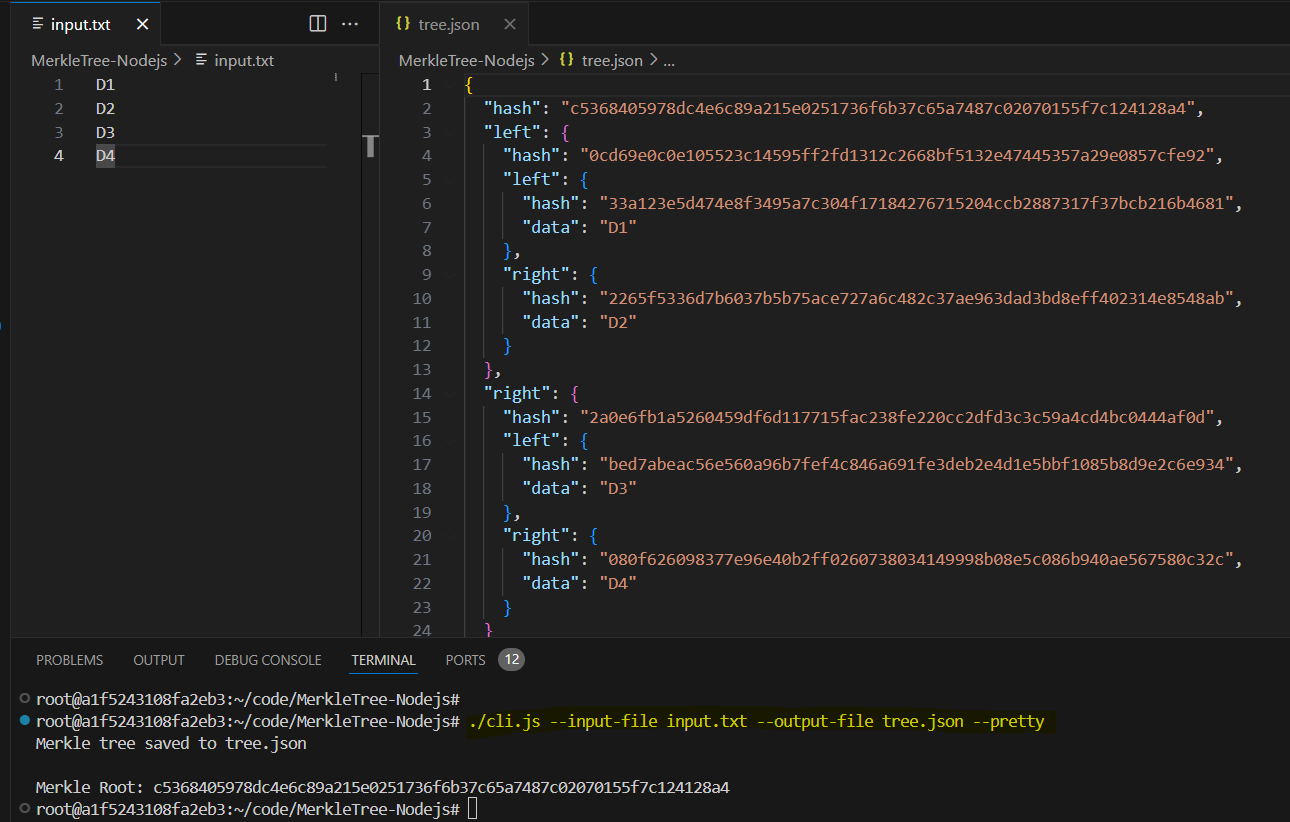 input.txt
MerkleTree-Nodejs > input.txt
1 D1
2 D2
3 D3
4 D4
{} tree.json
MerkleTree-Nodejs > {} tree.json > ...
1 {
2 "hash": "c5368405978dc4e6c89a215e0251736f6b37c65a7487c02070155f7c124128a4",
3 "left": {
4 "hash": "0cd69e0c0e105523c14595ff2fd1312c2668bf5132e47445357a29e0857cfe92",
5 "left": {
6 "hash": "33a123e5d474e8f3495a7c304f17184276715204ccb2887317f37bcb216b4681",
7 "data": "D1"
8 },
9 "right": {
10 "hash": "2265f5336d7b6037b5b75ace727a6c482c37ae963dad3bd8eff402314e8548ab",
11 "data": "D2"
12 }
13 },
14 "right": {
15 "hash": "2a0e6fb1a5260459df6d117715fac238fe220cc2dfd3c3c59a4cd4bc0444af0d",
16 "left": {
17 "hash": "bed7abeac56e560a96b7fef4c846a691fe3deb2e4d1e5bbf1085b8d9e2c6e934",
18 "data": "D3"
19 },
20 "right": {
21 "hash": "080f626098377e96e40b2ff0260738034149998b08e5c086b940ae567580c32c",
22 "data": "D4"
23 }
24 }
PROBLEMS OUTPUT DEBUG CONSOLE TERMINAL PORTS 12
root@a1f5243108fa2eb3:~/code/MerkleTree-Nodejs#
root@a1f5243108fa2eb3:~/code/MerkleTree-Nodejs# ./cli.js --input-file input.txt --output-file tree.json --pretty
Merkle tree saved to tree.json
Merkle Root: c5368405978dc4e6c89a215e0251736f6b37c65a7487c02070155f7c124128a4
root@a1f5243108fa2eb3:~/code/MerkleTree-Nodejs#